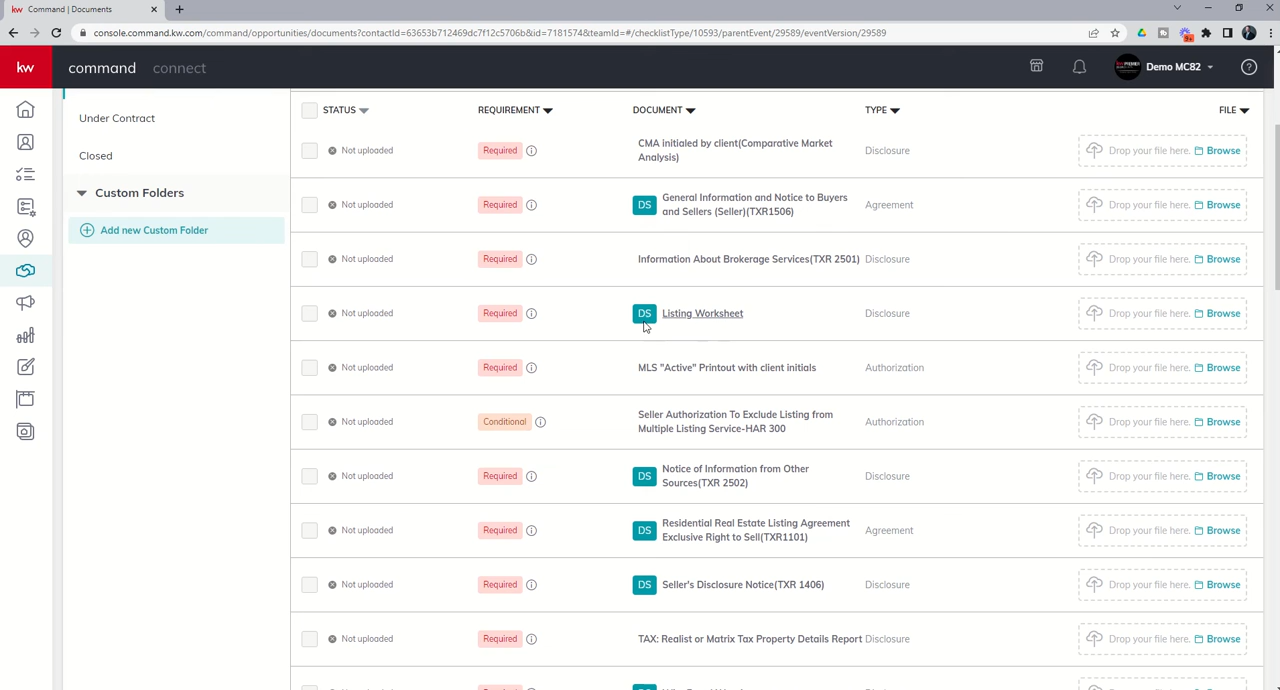 kw Command | Documents
console.command.kw.com/command/opportunities/documents?contactId=63653b712469dc7f12c5706b&id=7181574&teamId=#/checklistType/10593/parentEvent/29589/eventVersion/29589
9+
kw command connect Demo MC82
Under Contract
Closed
Custom Folders
Add new Custom Folder
STATUS REQUIREMENT DOCUMENT TYPE FILE
Not uploaded Required CMA initialed by client(Comparative Market Disclosure Drop your file here. Browse
Analysis)
Not uploaded Required DS General Information and Notice to Buyers Agreement Drop your file here. Browse
and Sellers (Seller)(TXR1506)
Not uploaded Required Information About Brokerage Services(TXR 2501) Disclosure Drop your file here. Browse
Not uploaded Required DS Listing Worksheet Disclosure Drop your file here. Browse
Not uploaded Required MLS "Active" Printout with client initials Authorization Drop your file here. Browse
Not uploaded Conditional Seller Authorization To Exclude Listing from Authorization Drop your file here. Browse
Multiple Listing Service-HAR 300
Not uploaded Required DS Notice of Information from Other Disclosure Drop your file here. Browse
Sources(TXR 2502)
Not uploaded Required DS Residential Real Estate Listing Agreement Agreement Drop your file here. Browse
Exclusive Right to Sell(TXR1101)
Not uploaded Required DS Seller's Disclosure Notice(TXR 1406) Disclosure Drop your file here. Browse
Not uploaded Required TAX: Realist or Matrix Tax Property Details Report Disclosure Drop your file here. Browse